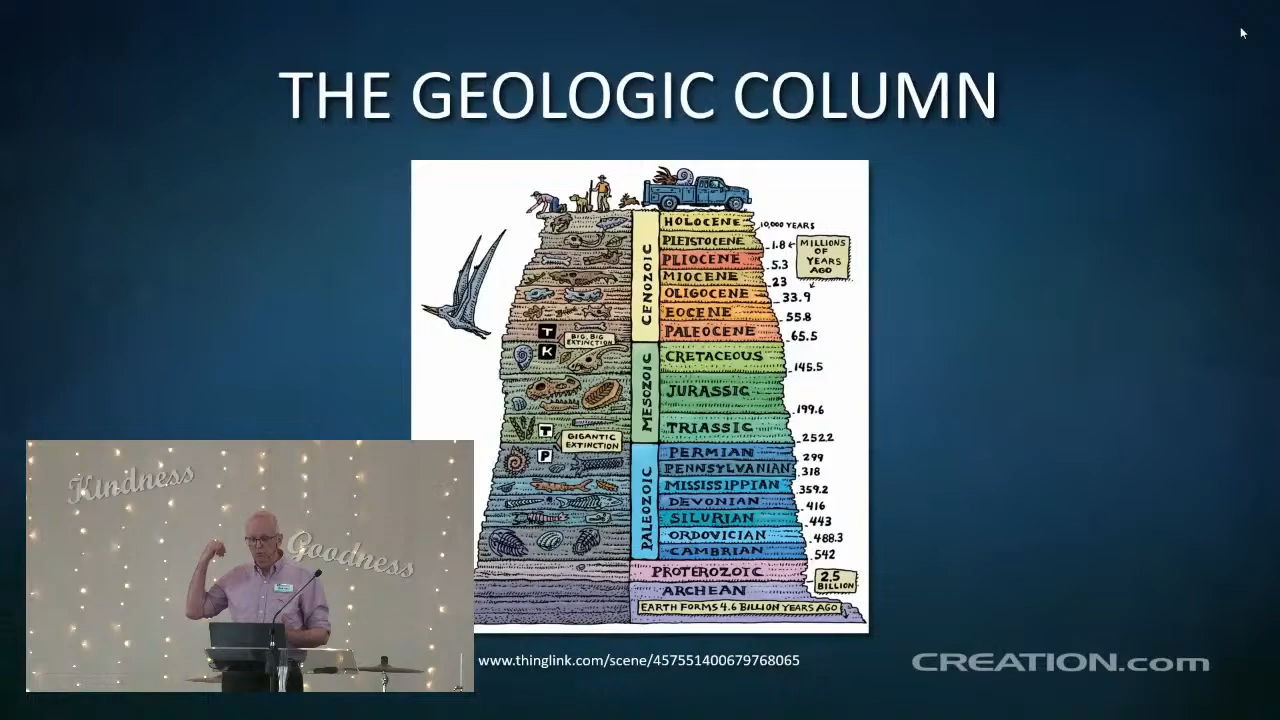 THE GEOLOGIC COLUMN
HOLOCENE
10,000 YEARS
PLEISTOCENE
1.8
MILLIONS
OF
YEARS
AGO
PLIOCENE
5.3
MIOCENE
23
OLIGOCENE
33.9
EOCENE
55.8
PALEOCENE
65.5
CENOZOIC
T
BIG, BIG
EXTINCTION
K
CRETACEOUS
145.5
JURASSIC
199.6
TRIASSIC
252.2
MESOZOIC
T
GIGANTIC
EXTINCTION
P
PERMIAN
299
PENNSYLVANIAN
318
MISSISSIPPIAN
359.2
DEVONIAN
416
SILURIAN
443
ORDOVICIAN
488.3
CAMBRIAN
542
PALEOZOIC
PROTEROZOIC
2.5
BILLION
ARCHEAN
EARTH FORMS 4.6 BILLION YEARS AGO
Kindness
Goodness
www.thinglink.com/scene/457551400679768065
CREATION.com